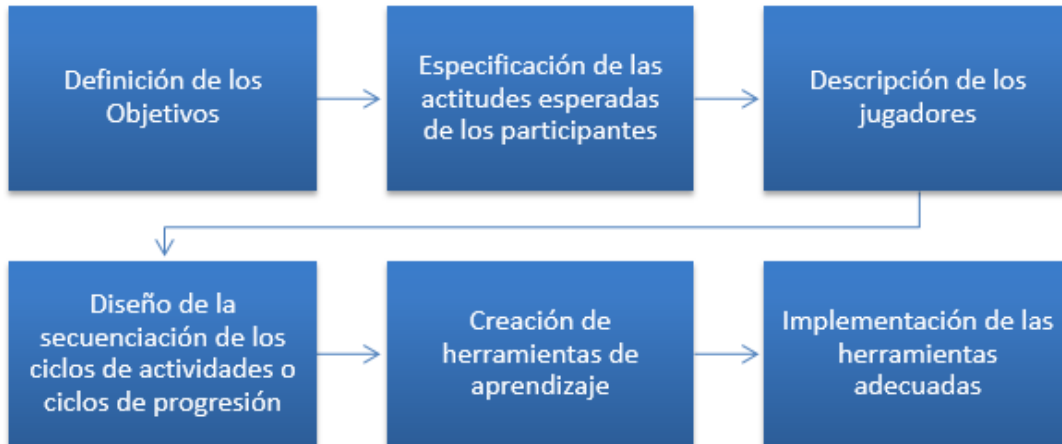 Definición de los
Objetivos
Especificación de las
actitudes esperadas
de los participantes
Descripción de los
jugadores
Diseño de la
secuenciación de los
ciclos de actividades o
ciclos de progresión
Creación de
herramientas de
aprendizaje
Implementación de las
herramientas
adecuadas